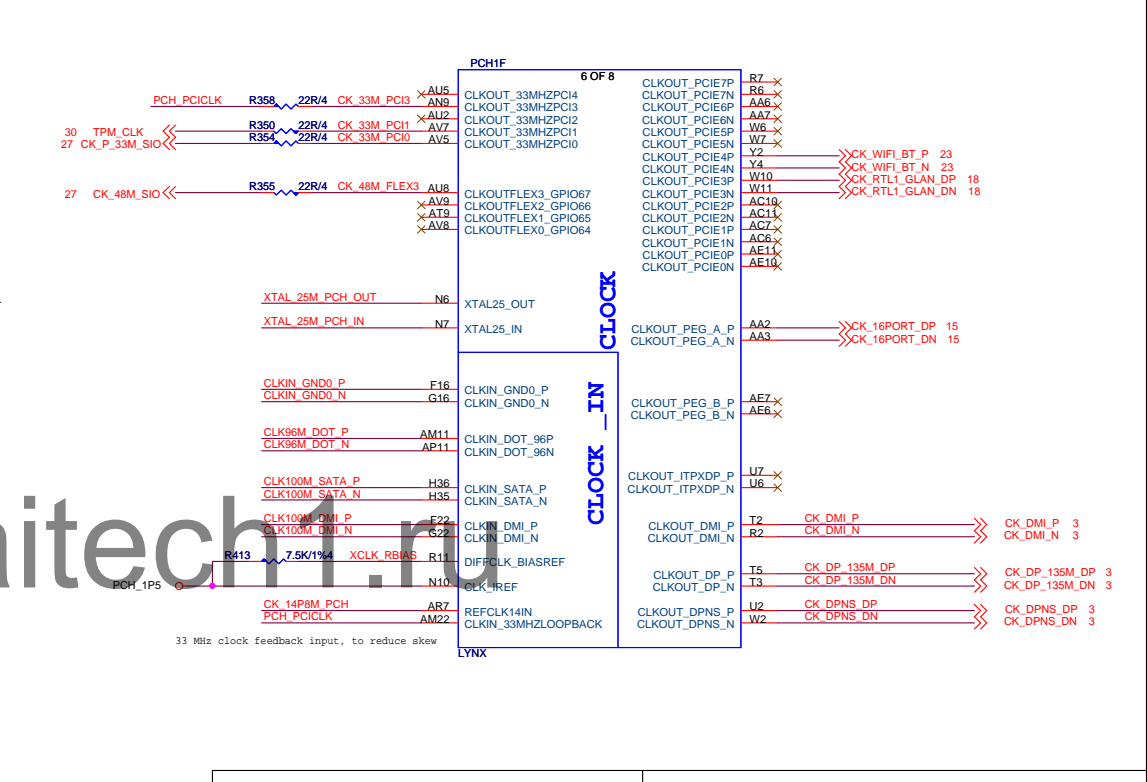 PCH1F
6 OF 8
PCH_PCICLK R358 22R/4 CK_33M_PCI3
30 TPM_CLK R350 22R/4 CK_33M_PCI1
27 CK_P_33M_SIO R354 22R/4 CK_33M_PCI0
27 CK_48M_SIO R355 22R/4 CK_48M_FLEX3
AU5 CLKOUT_33MHZPCI4
AN9 CLKOUT_33MHZPCI3
AU2 CLKOUT_33MHZPCI2
AV7 CLKOUT_33MHZPCI1
AV5 CLKOUT_33MHZPCI0
AU8 CLKOUTFLEX3_GPIO67
AV9 CLKOUTFLEX2_GPIO66
AT9 CLKOUTFLEX1_GPIO65
AV8 CLKOUTFLEX0_GPIO64
XTAL_25M_PCH_OUT N6 XTAL25_OUT
XTAL_25M_PCH_IN N7 XTAL25_IN
CLKIN_GND0_P F16 CLKIN_GND0_P
CLKIN_GND0_N G16 CLKIN_GND0_N
CLK96M_DOT_P AM11 CLKIN_DOT_96P
CLK96M_DOT_N AP11 CLKIN_DOT_96N
CLK100M_SATA_P H36 CLKIN_SATA_P
CLK100M_SATA_N H35 CLKIN_SATA_N
CLK100M_DMI_P F22 CLKIN_DMI_P
CLK100M_DMI_N G22 CLKIN_DMI_N
R413 7.5K/1%4 XCLK_RBIAS R11 DIFFCLK_BIASREF
PCH_1P5 N10 CLK_IREF
CK_14P8M_PCH AR7 REFCLK14IN
PCH_PCICLK AM22 CLKIN_33MHZLOOPBACK
33 MHz clock feedback input, to reduce skew
LYNX
CLOCK
CLOCK _IN
CLKOUT_PCIE7P R7
CLKOUT_PCIE7N R6
CLKOUT_PCIE6P AA6
CLKOUT_PCIE6N AA7
CLKOUT_PCIE5P W6
CLKOUT_PCIE5N W7
CLKOUT_PCIE4P Y2 CK_WIFI_BT_P 23
CLKOUT_PCIE4N Y4 CK_WIFI_BT_N 23
CLKOUT_PCIE3P W10 CK_RTL1_GLAN_DP 18
CLKOUT_PCIE3N W11 CK_RTL1_GLAN_DN 18
CLKOUT_PCIE2P AC10
CLKOUT_PCIE2N AC11
CLKOUT_PCIE1P AC7
CLKOUT_PCIE1N AC6
CLKOUT_PCIE0P AE11
CLKOUT_PCIE0N AE10
CLKOUT_PEG_A_P AA2 CK_16PORT_DP 15
CLKOUT_PEG_A_N AA3 CK_16PORT_DN 15
CLKOUT_PEG_B_P AE7
CLKOUT_PEG_B_N AE6
CLKOUT_ITPXDP_P U7
CLKOUT_ITPXDP_N U6
CLKOUT_DMI_P T2 CK_DMI_P CK_DMI_P 3
CLKOUT_DMI_N R2 CK_DMI_N CK_DMI_N 3
CLKOUT_DP_P T5 CK_DP_135M_DP CK_DP_135M_DP 3
CLKOUT_DP_N T3 CK_DP_135M_DN CK_DP_135M_DN 3
CLKOUT_DPNS_P U2 CK_DPNS_DP CK_DPNS_DP 3
CLKOUT_DPNS_N W2 CK_DPNS_DN CK_DPNS_DN 3
aitech1.ru